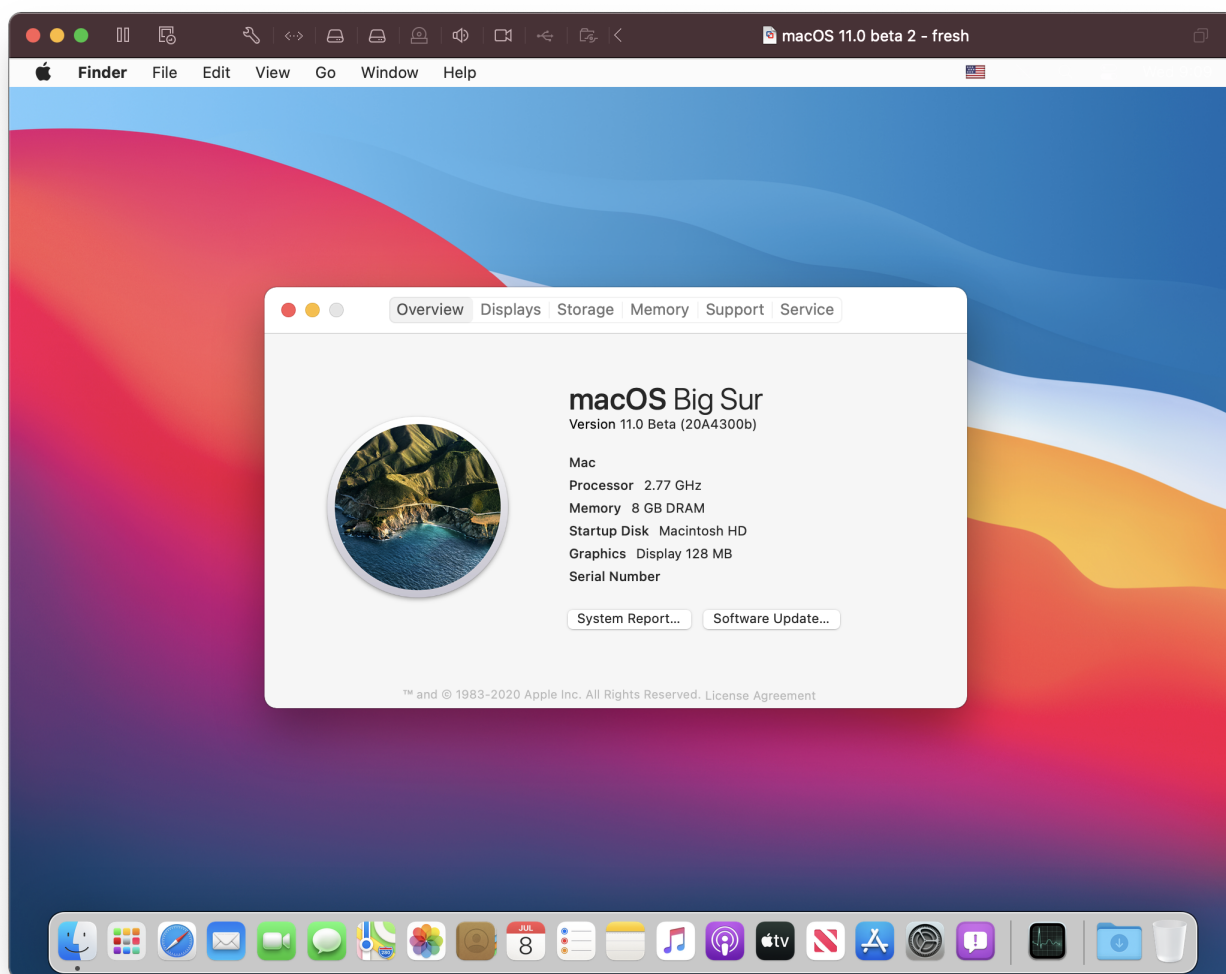 macOS 11.0 beta 2 - fresh
Finder File Edit View Go Window Help
Overview Displays Storage Memory Support Service
macOS Big Sur
Version 11.0 Beta (20A4300b)
Mac
Processor 2.77 GHz
Memory 8 GB DRAM
Startup Disk Macintosh HD
Graphics Display 128 MB
Serial Number
System Report... Software Update...
™ and © 1983-2020 Apple Inc. All Rights Reserved. License Agreement
JUL
8
280
tv